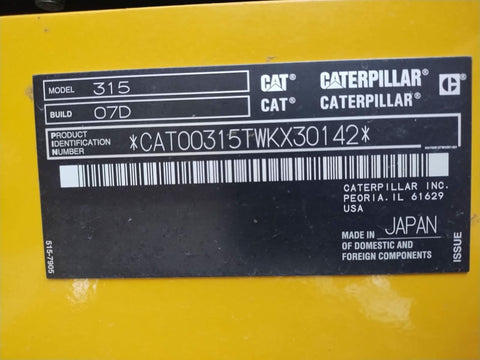 MODEL 315 CAT® CATERPILLAR® C®
BUILD 07D CAT® CATERPILLAR®
PRODUCT
IDENTIFICATION *CAT00315TWKX30142*
NUMBER
CATERPILLAR INC.
PEORIA. IL 61629
USA
MADE IN JAPAN
OF DOMESTIC AND
FOREIGN COMPONENTS
ISSUE
515-7905